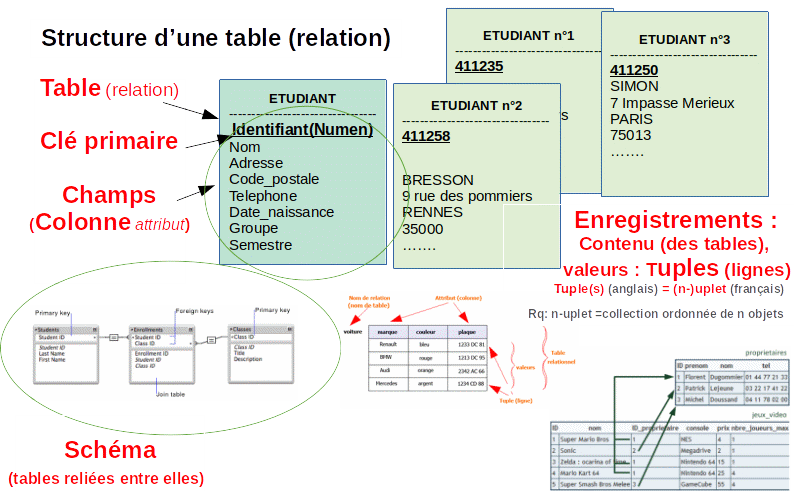 Structure d’une table (relation)
Table (relation)
Clé primaire
Champs
(Colonne attribut)
ETUDIANT
Identifiant(Numen)
Nom
Adresse
Code_postale
Telephone
Date_naissance
Groupe
Semestre
ETUDIANT n°1
411235
ETUDIANT n°2
411258
BRESSON
9 rue des pommiers
RENNES
35000
…….
ETUDIANT n°3
411250
SIMON
7 Impasse Merieux
PARIS
75013
…….
Enregistrements :
Contenu (des tables),
valeurs : Tuples (lignes)
Tuple(s) (anglais) = (n-)uplet (français)
Rq: n-uplet =collection ordonnée de n objets
Primary key
Foreign keys
Primary key
Students
Student ID
Student ID
Last Name
First Name
Enrollments
Student ID
Class ID
Enrollment ID
Student ID
Class ID
Classes
Class ID
Class ID
Title
Description
Join table
Schéma
(tables reliées entre elles)
Nom de relation
(nom de table)
Attribut (colonne)
voiture
marque couleur plaque
Renault bleu 1233 DC 81
BMW rouge 1213 DC 95
Audi orange 2342 AC 66
Mercedes argent 1234 CD 88
valeurs
Table
relationnel
Tuple (ligne)
proprietaires
ID prenom nom tel
1 Florent Dugommier 01 44 77 21 33
2 Patrick Lejeune 03 22 17 41 22
3 Michel Doussand 04 11 78 02 00
jeux_video
ID nom ID_proprietaire console prix nbre_joueurs_max
1 Super Mario Bros 1 NES 4 1
2 Sonic 2 Megadrive 2 1
3 Zelda : ocarina of time 1 Nintendo 64 15 1
4 Mario Kart 64 1 Nintendo 64 25 4
5 Super Smash Bros Melee 3 GameCube 55 4